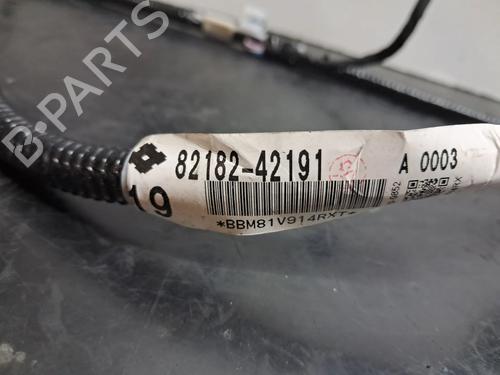 B-PARTS
82182-42191 A 0003
19
*BBM81V914RXT*